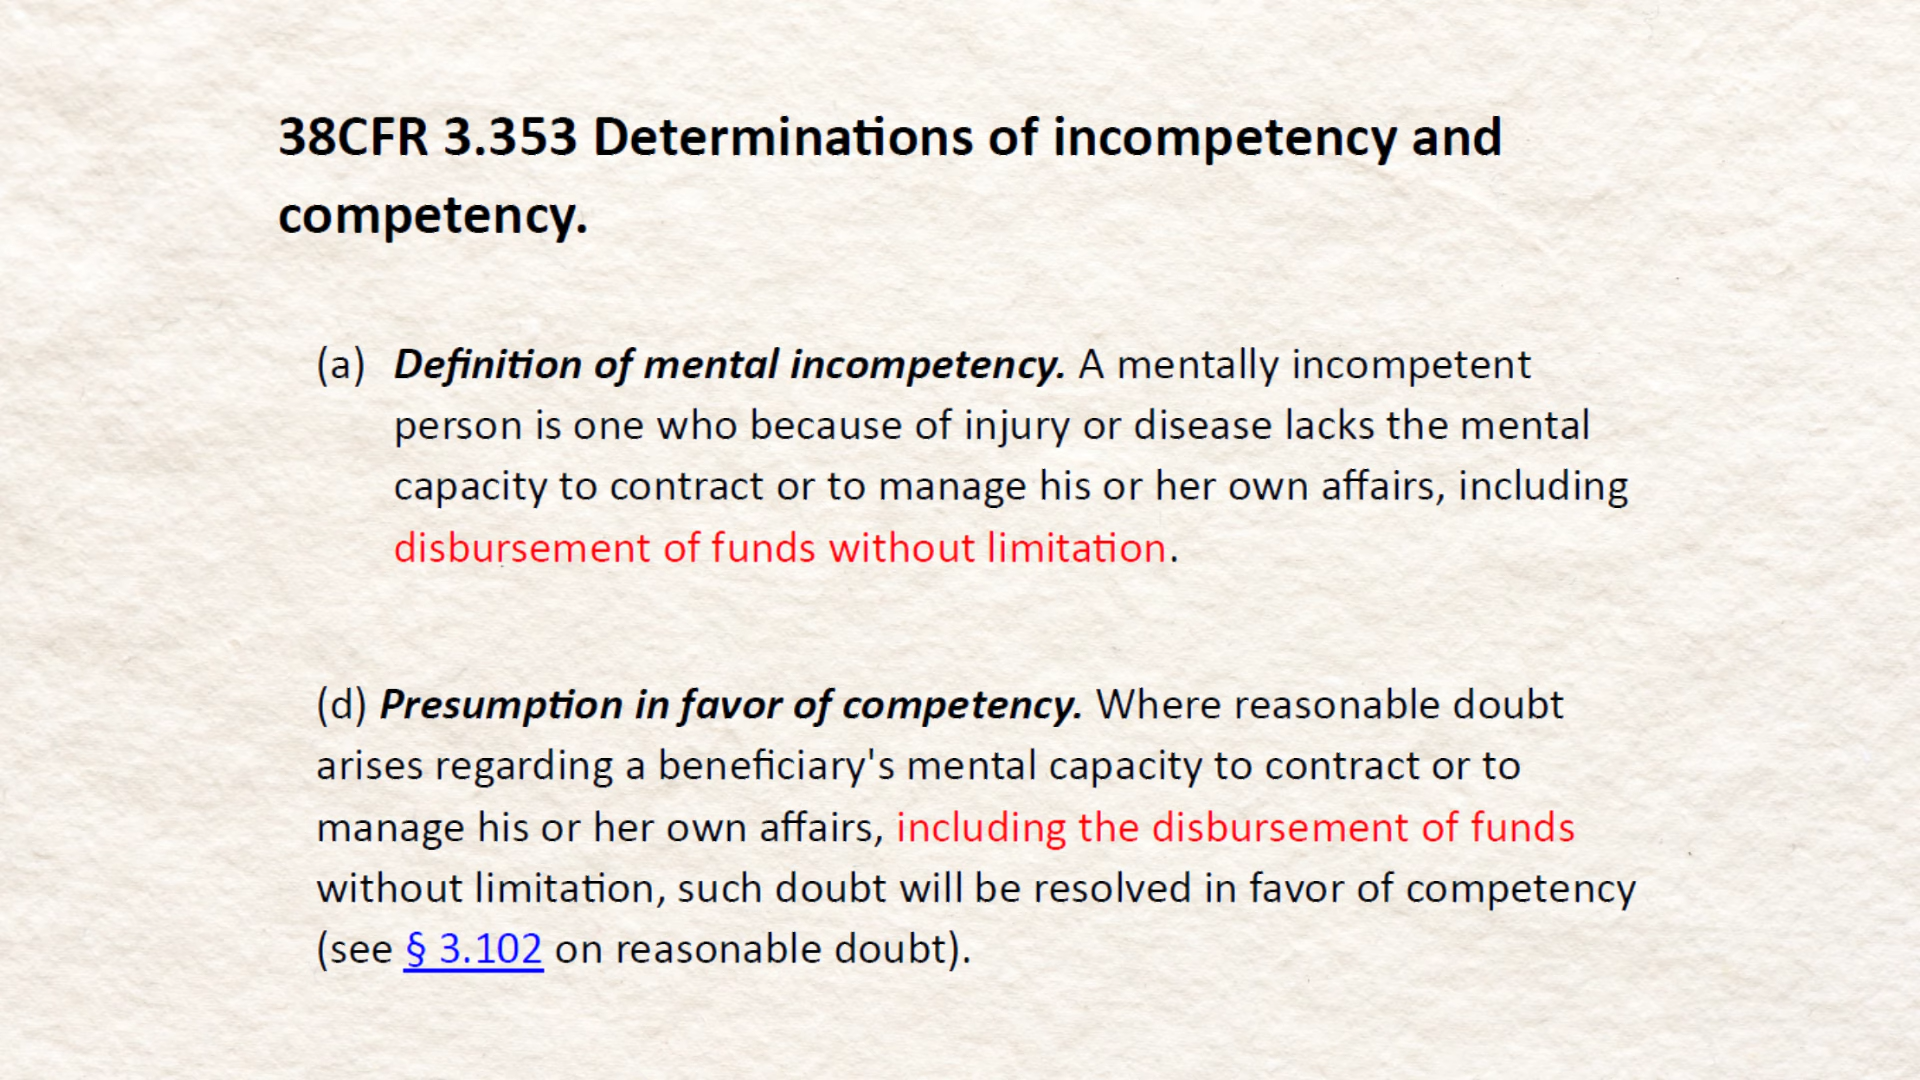 38CFR 3.353 Determinations of incompetency and
competency.
(a) Definition of mental incompetency. A mentally incompetent
person is one who because of injury or disease lacks the mental
capacity to contract or to manage his or her own affairs, including
disbursement of funds without limitation.
(d) Presumption in favor of competency. Where reasonable doubt
arises regarding a beneficiary's mental capacity to contract or to
manage his or her own affairs, including the disbursement of funds
without limitation, such doubt will be resolved in favor of competency
(see § 3.102 on reasonable doubt).